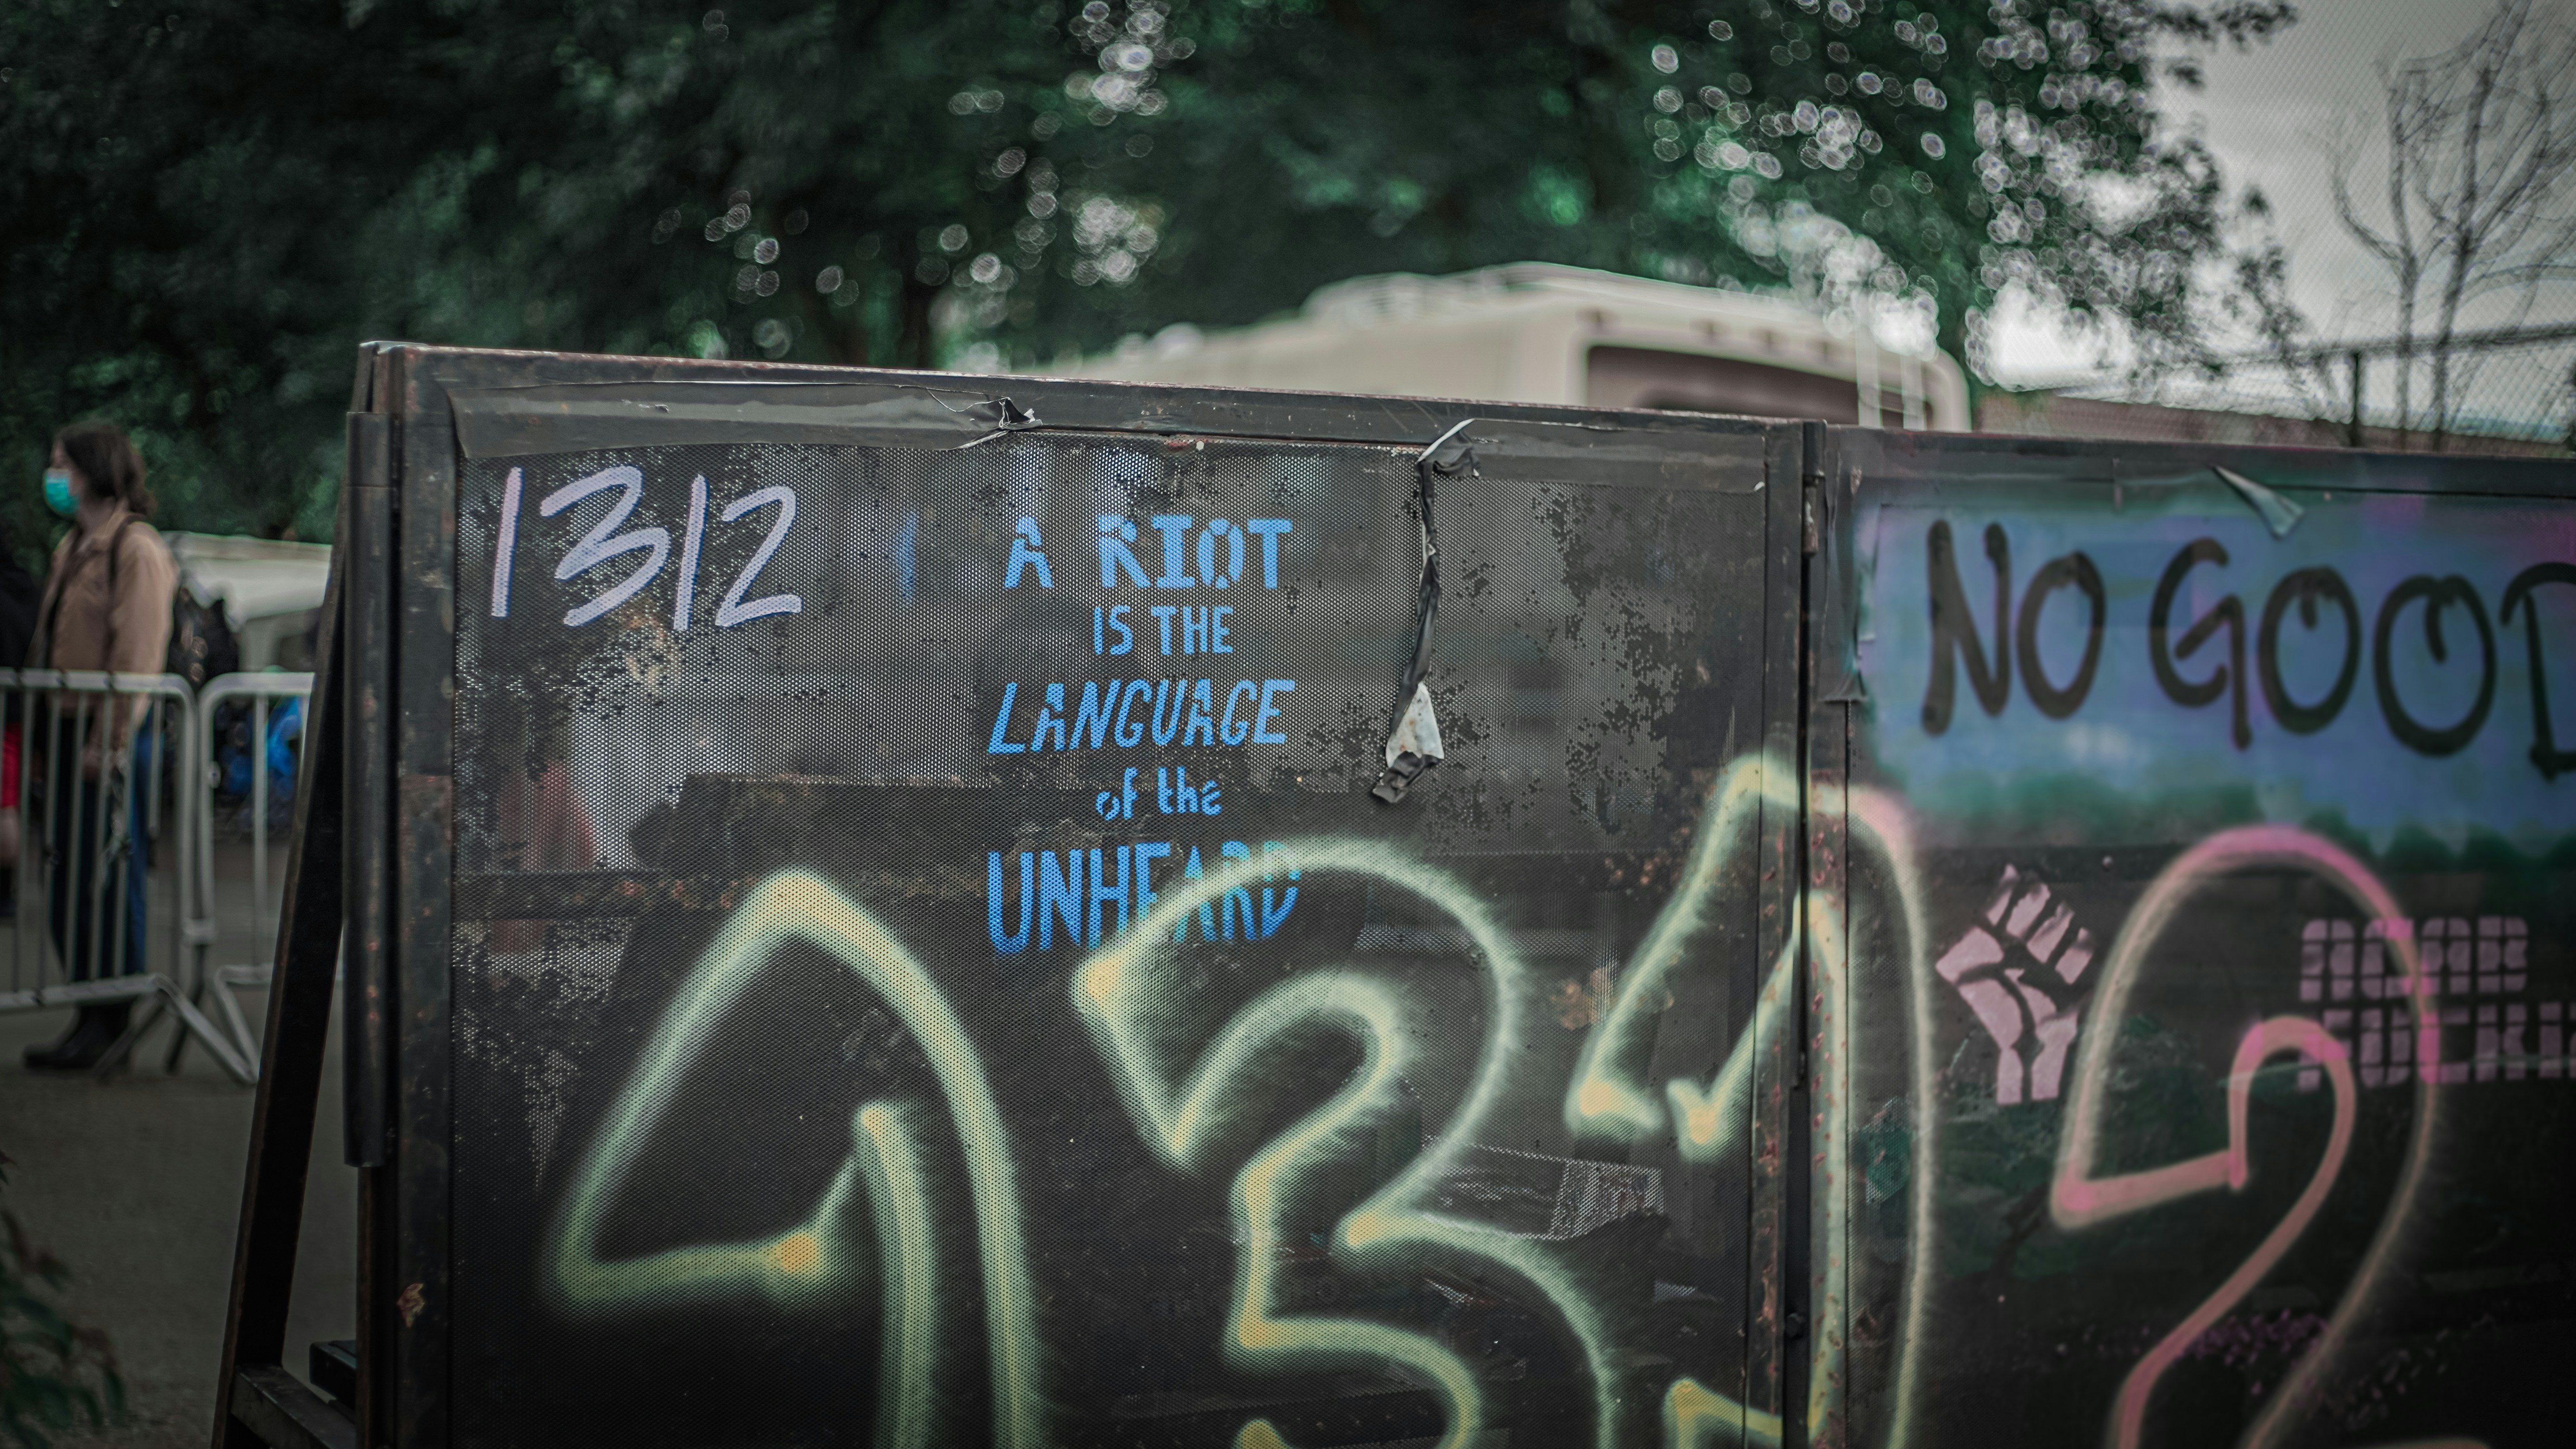 1312
A RIOT
IS THE
LANGUAGE
of the
UNHEARD
NO GOOD
1312